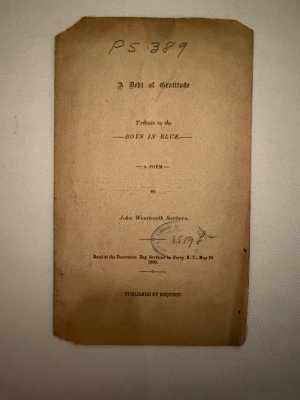 PS 389
A Debt of Gratitude
Tribute to the
BOYS IN BLUE.
A POEM
BY
John Wentworth Sanborn.
85198
Read at the Decoration Day Services in Perry N. Y., May 30
PUBLISHED BY REQUEST.